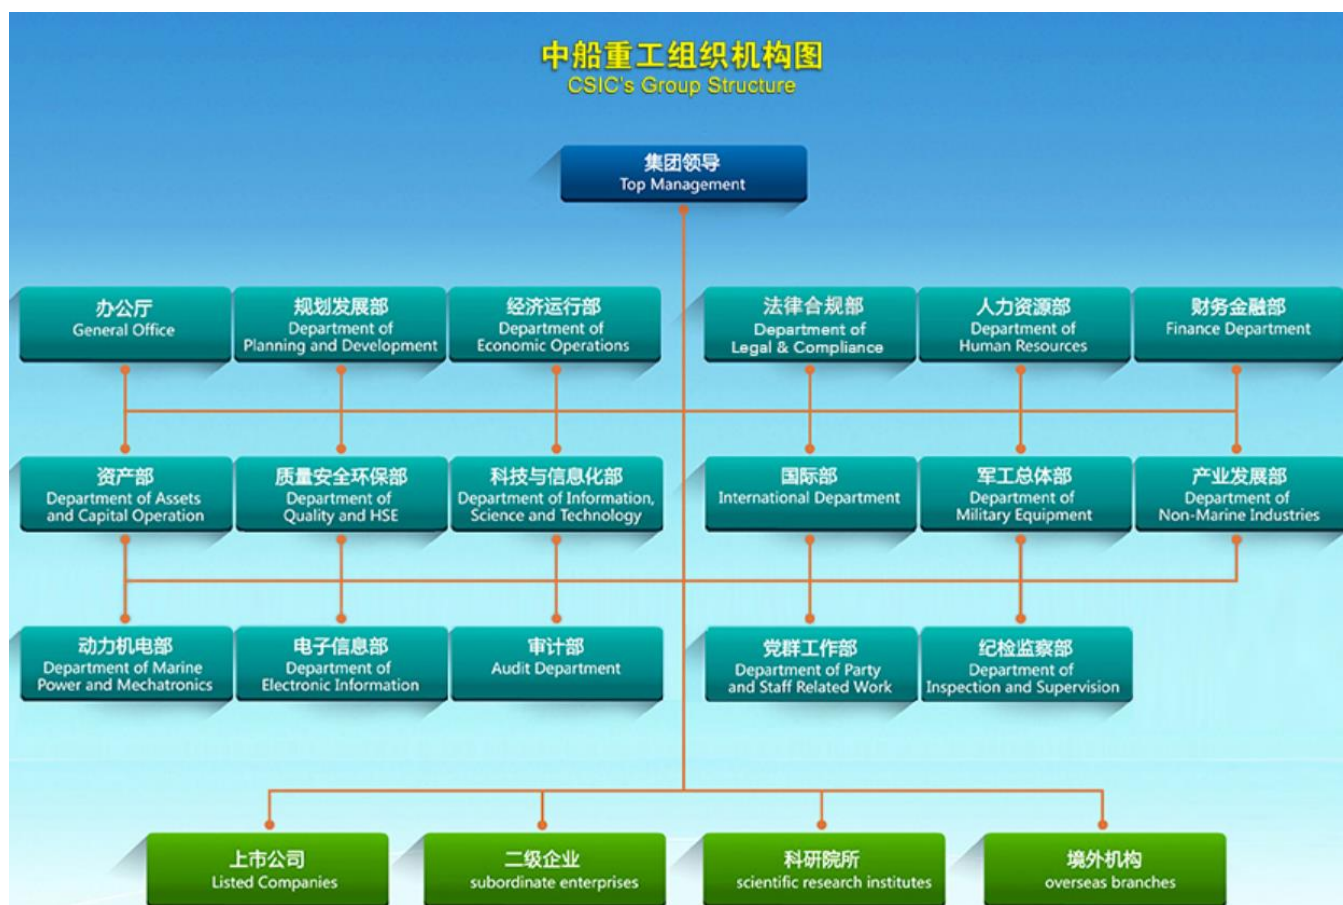 中船重工组织机构图
CSIC's Group Structure
集团领导
Top Management
办公厅
General Office
规划发展部
Department of
Planning and Development
经济运行部
Department of
Economic Operations
法律合规部
Department of
Legal & Compliance
人力资源部
Department of
Human Resources
财务金融部
Finance Department
资产部
Department of Assets
and Capital Operation
质量安全环保部
Department of
Quality and HSE
科技与信息化部
Department of Information,
Science and Technology
国际部
International Department
军工总体部
Department of
Military Equipment
产业发展部
Department of
Non-Marine Industries
动力机电部
Department of Marine
Power and Mechatronics
电子信息部
Department of
Electronic Information
审计部
Audit Department
党群工作部
Department of Party
and Staff Related Work
纪检监察部
Department of
Inspection and Supervision
上市公司
Listed Companies
二级企业
subordinate enterprises
科研院所
scientific research institutes
境外机构
overseas branches